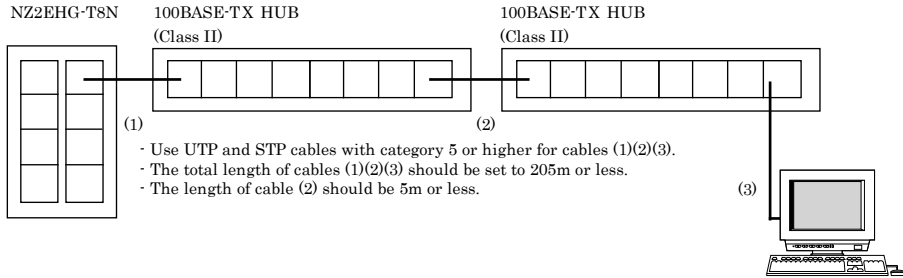 NZ2EHG-T8N
100BASE-TX HUB
(Class II)
100BASE-TX HUB
(Class II)
(1)
(2)
- Use UTP and STP cables with category 5 or higher for cables (1)(2)(3).
- The total length of cables (1)(2)(3) should be set to 205m or less.
- The length of cable (2) should be 5m or less.
(3)